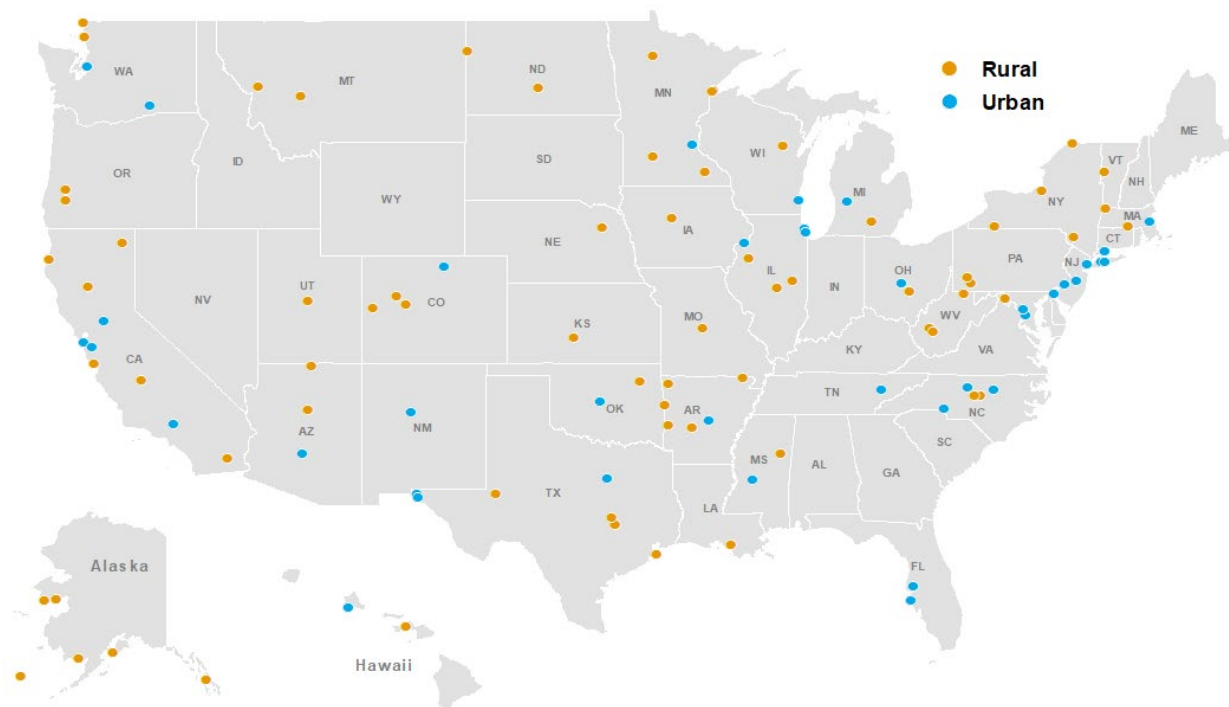 Rural
Urban
WA
MT
ND
MN
ME
VT
NH
WI
OR
ID
SD
MI
NY
MA
WY
CT
IA
NE
PA
NJ
OH
IL
IN
NV
UT
CO
WV
KS
MO
VA
KY
CA
TN
OK
AR
NC
NM
AZ
SC
MS
AL
GA
TX
LA
FL
Alaska
Hawaii